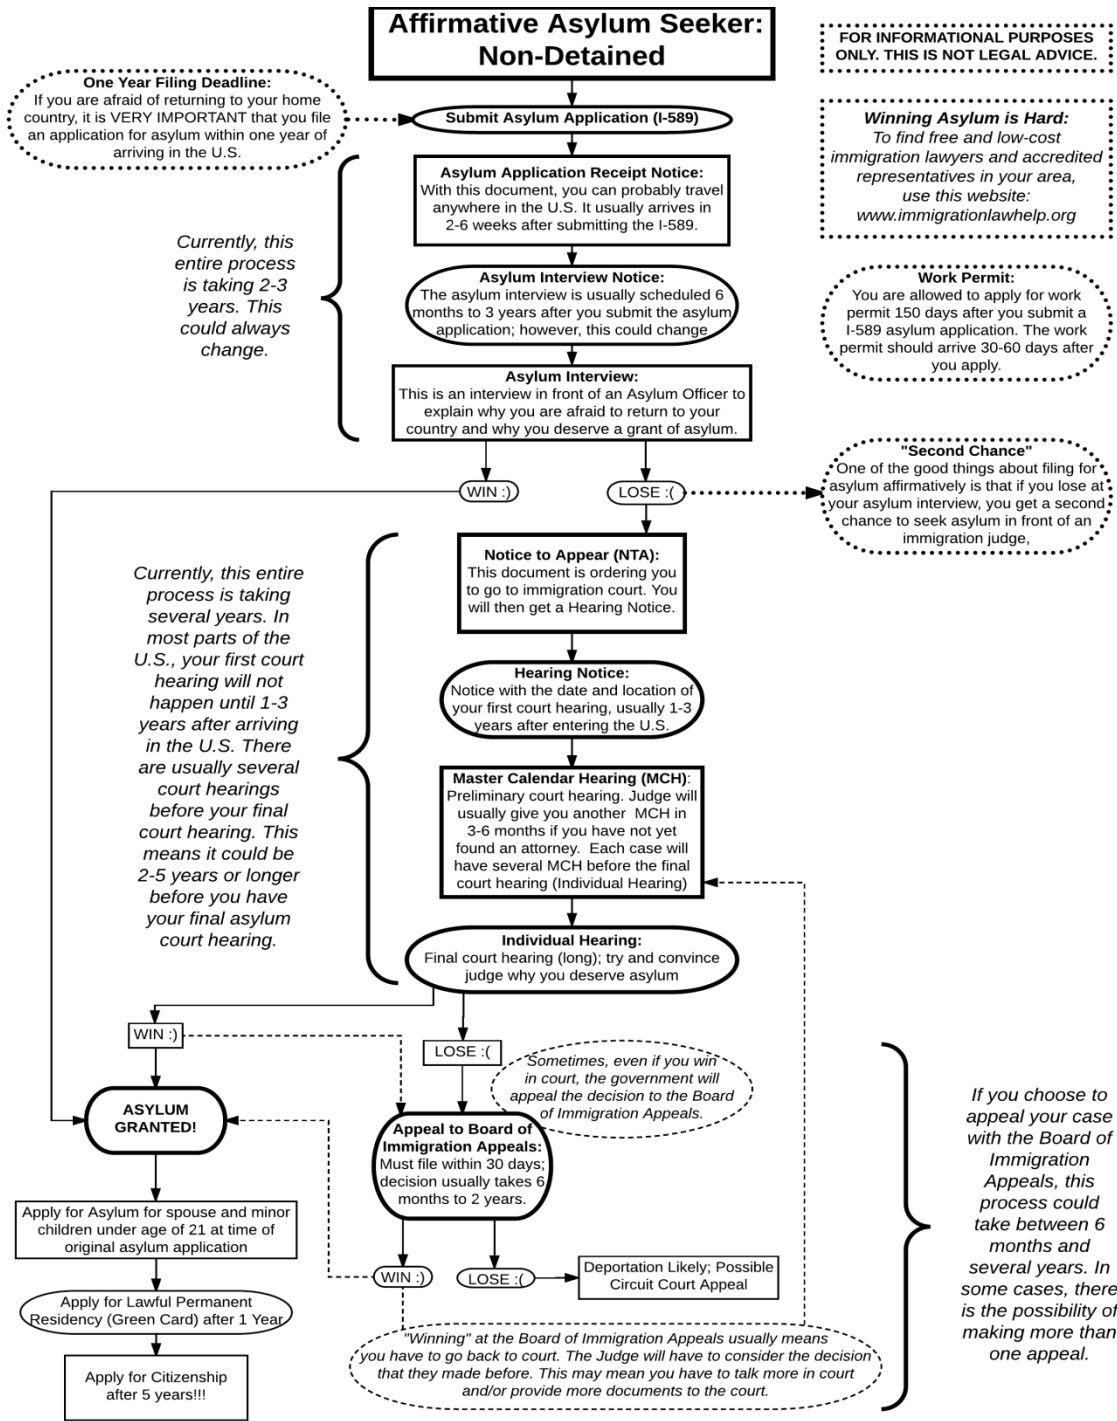 Affirmative Asylum Seeker:
Non-Detained
FOR INFORMATIONAL PURPOSES
ONLY. THIS IS NOT LEGAL ADVICE.
One Year Filing Deadline:
If you are afraid of returning to your home
country, it is VERY IMPORTANT that you file
an application for asylum within one year of
arriving in the U.S.
Submit Asylum Application (I-589)
Winning Asylum is Hard:
To find free and low-cost
immigration lawyers and accredited
representatives in your area,
use this website:
www.immigrationlawhelp.org
Asylum Application Receipt Notice:
With this document, you can probably travel
anywhere in the U.S. It usually arrives in
2-6 weeks after submitting the I-589.
Currently, this
entire process
is taking 2-3
years. This
could always
change.
Asylum Interview Notice:
The asylum interview is usually scheduled 6
months to 3 years after you submit the asylum
application; however, this could change
Work Permit:
You are allowed to apply for work
permit 150 days after you submit a
I-589 asylum application. The work
permit should arrive 30-60 days after
you apply.
Asylum Interview:
This is an interview in front of an Asylum Officer to
explain why you are afraid to return to your
country and why you deserve a grant of asylum.
WIN :)
LOSE :(
"Second Chance"
One of the good things about filing for
asylum affirmatively is that if you lose at
your asylum interview, you get a second
chance to seek asylum in front of an
immigration judge,
Notice to Appear (NTA):
This document is ordering you
to go to immigration court. You
will then get a Hearing Notice.
Currently, this entire
process is taking
several years. In
most parts of the
U.S., your first court
hearing will not
happen until 1-3
years after arriving
in the U.S. There
are usually several
court hearings
before your final
court hearing. This
means it could be
2-5 years or longer
before you have
your final asylum
court hearing.
Hearing Notice:
Notice with the date and location of
your first court hearing, usually 1-3
years after entering the U.S.
Master Calendar Hearing (MCH):
Preliminary court hearing. Judge will
usually give you another MCH in
3-6 months if you have not yet
found an attorney. Each case will
have several MCH before the final
court hearing (Individual Hearing)
Individual Hearing:
Final court hearing (long); try and convince
judge why you deserve asylum
WIN :)
LOSE :(
Sometimes, even if you win
in court, the government will
appeal the decision to the Board
of Immigration Appeals.
ASYLUM
GRANTED!
Appeal to Board of
Immigration Appeals:
Must file within 30 days;
decision usually takes 6
months to 2 years.
If you choose to
appeal your case
with the Board of
Immigration
Appeals, this
process could
take between 6
months and
several years. In
some cases, there
is the possibility of
making more than
one appeal.
Apply for Asylum for spouse and minor
children under age of 21 at time of
original asylum application
WIN :)
LOSE :(
Deportation Likely; Possible
Circuit Court Appeal
Apply for Lawful Permanent
Residency (Green Card) after 1 Year
"Winning" at the Board of Immigration Appeals usually means
you have to go back to court. The Judge will have to consider the decision
that they made before. This may mean you have to talk more in court
and/or provide more documents to the court.
Apply for Citizenship
after 5 years!!!